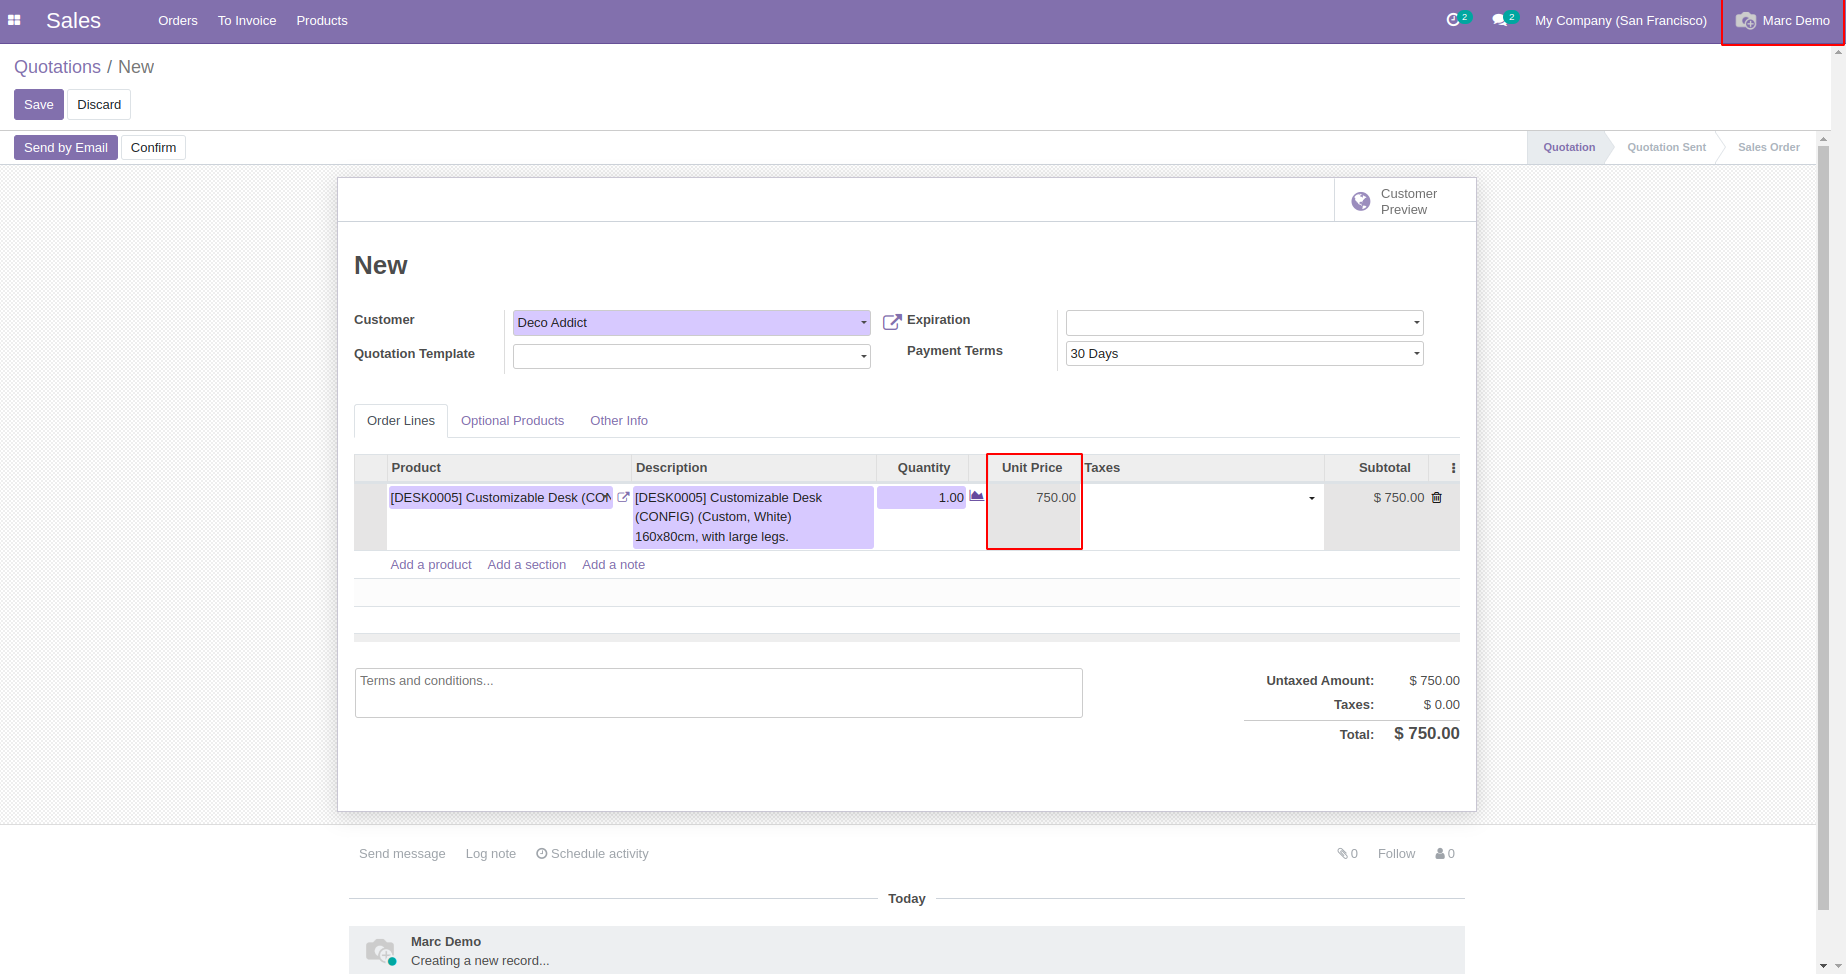 Sales Orders To Invoice Products 2 2 My Company (San Francisco) Marc Demo
Quotations / New
Save Discard
Send by Email Confirm Quotation Quotation Sent Sales Order
Customer
Preview
New
Customer Deco Addict Expiration
Quotation Template Payment Terms 30 Days
Order Lines Optional Products Other Info
Product Description Quantity Unit Price Taxes Subtotal
[DESK0005] Customizable Desk [DESK0005] Customizable Desk 1.00 750.00 $ 750.00
(CONFIG) (Custom, White)
160x80cm, with large legs.
Add a product Add a section Add a note
Terms and conditions... Untaxed Amount: $ 750.00
Taxes: $ 0.00
Total: $ 750.00
Send message Log note Schedule activity 0 Follow 0
Today
Marc Demo
Creating a new record...